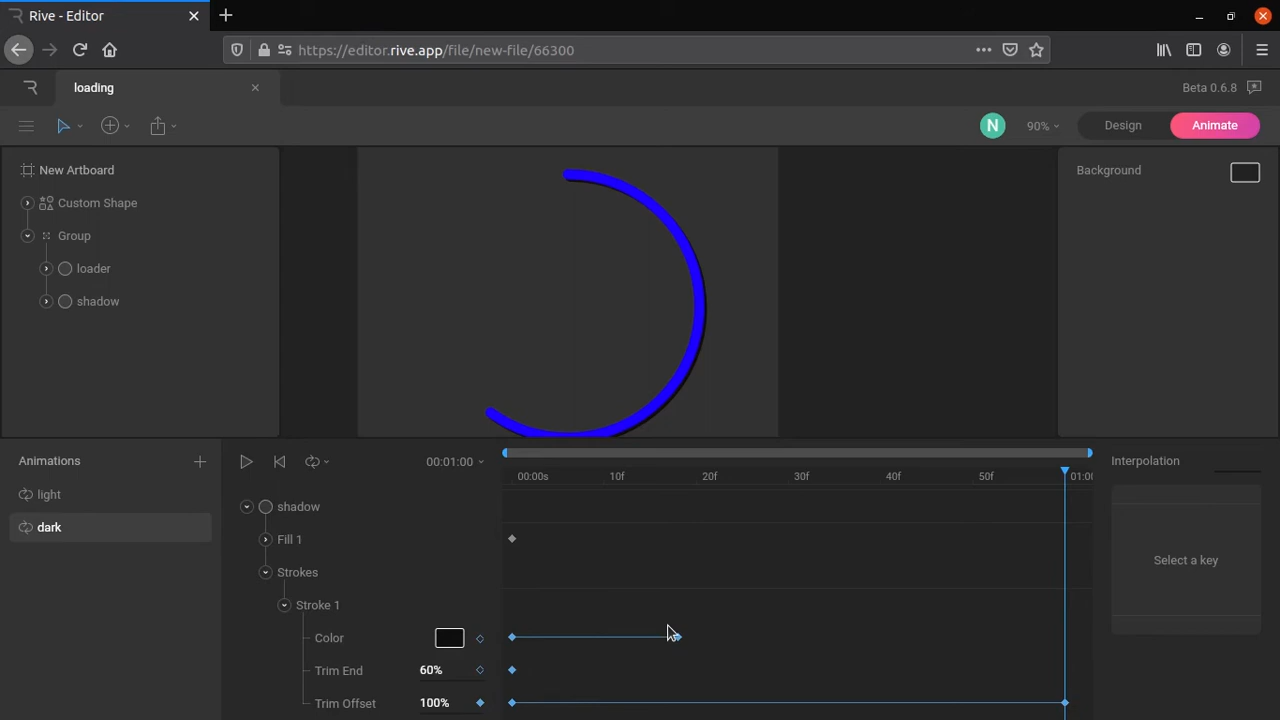 Rive - Editor
https://editor.rive.app/file/new-file/66300
loading
Beta 0.6.8
N
90%
Design
Animate
New Artboard
Background
Custom Shape
Group
loader
shadow
Animations
00:01:00
Interpolation
00:00s 10f 20f 30f 40f 50f 01:00
light
shadow
dark
Fill 1
Select a key
Strokes
Stroke 1
Color
Trim End 60%
Trim Offset 100%